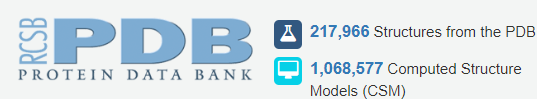 RCSB
PDB
PROTEIN DATA BANK
217,966 Structures from the PDB
1,068,577 Computed Structure
Models (CSM)